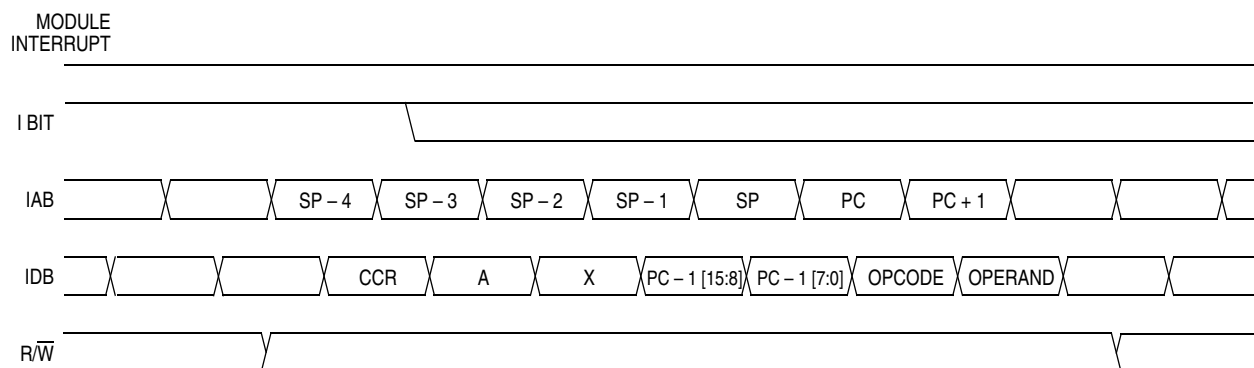 MODULE
INTERRUPT
I BIT
IAB SP – 4 SP – 3 SP – 2 SP – 1 SP PC PC + 1
IDB CCR A X PC – 1 [15:8] PC – 1 [7:0] OPCODE OPERAND
R/W̅